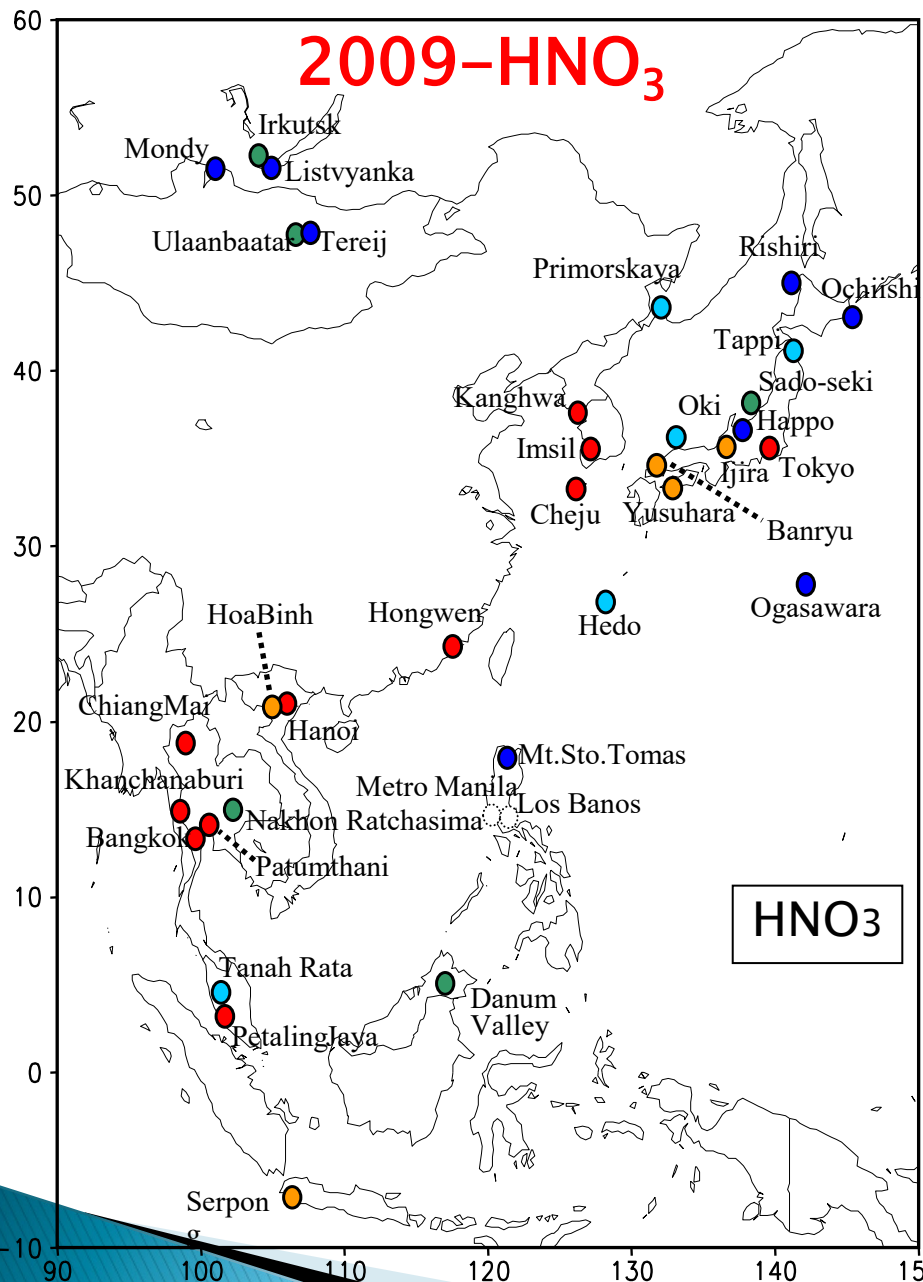 60
2009-HNO3
Irkutsk
Mondy
Listvyanka
50
Ulaanbaatar
Tereij
Rishiri
Primorskaya
Ochiishi
Tappi
40
Sado-seki
Kanghwa
Oki
Happo
Imsil
Ijira
Tokyo
Cheju
Yusuhara
Banryu
30
HoaBinh
Hongwen
Ogasawara
Hedo
ChiangMai
20
Hanoi
Mt.Sto.Tomas
Khanchanaburi
Metro Manila
Los Banos
Nakhon Ratchasima
Bangkok
Patumthani
10
HNO3
Tanah Rata
Danum
Valley
PetalingJaya
0
Serpon
g
-10
90
100
110
120
130
140
15